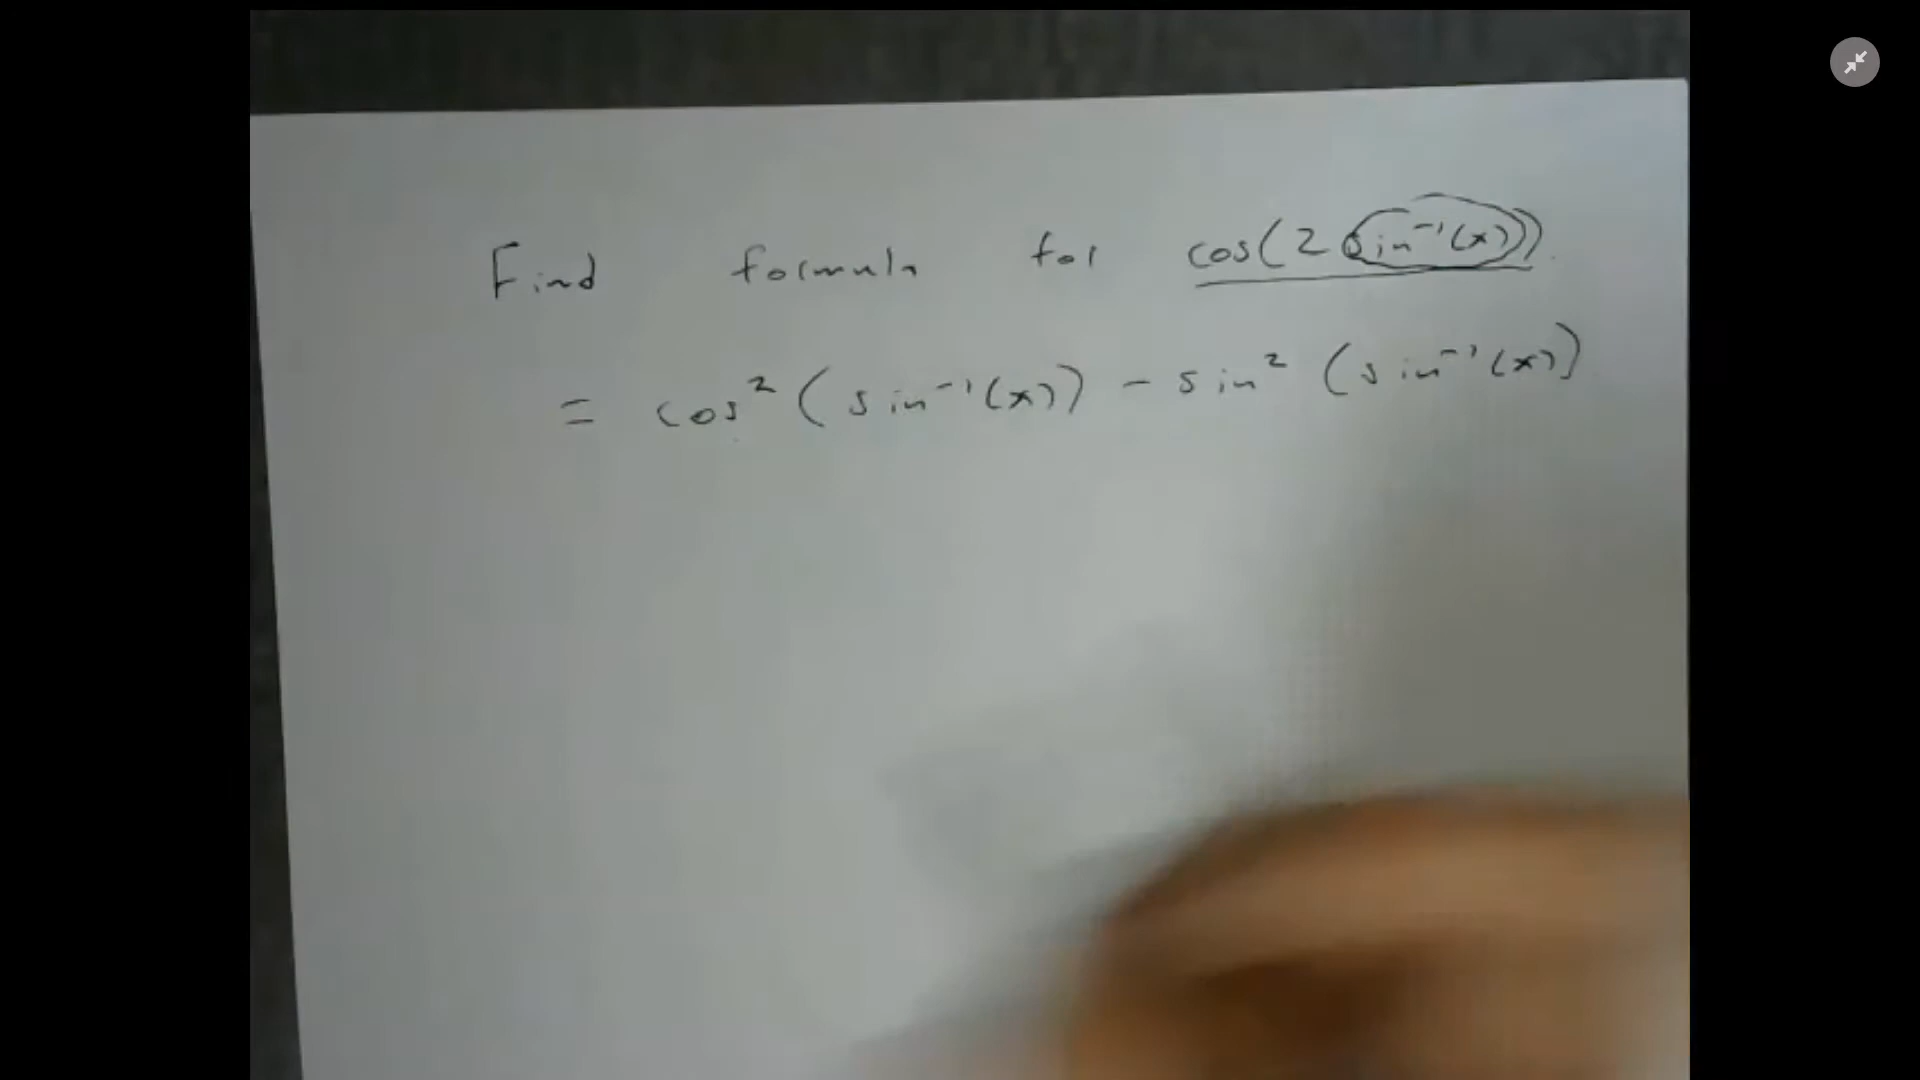 Find formula for cos(2 sin⁻¹(x)).
= cos² (sin⁻¹(x)) - sin² (sin⁻¹(x))